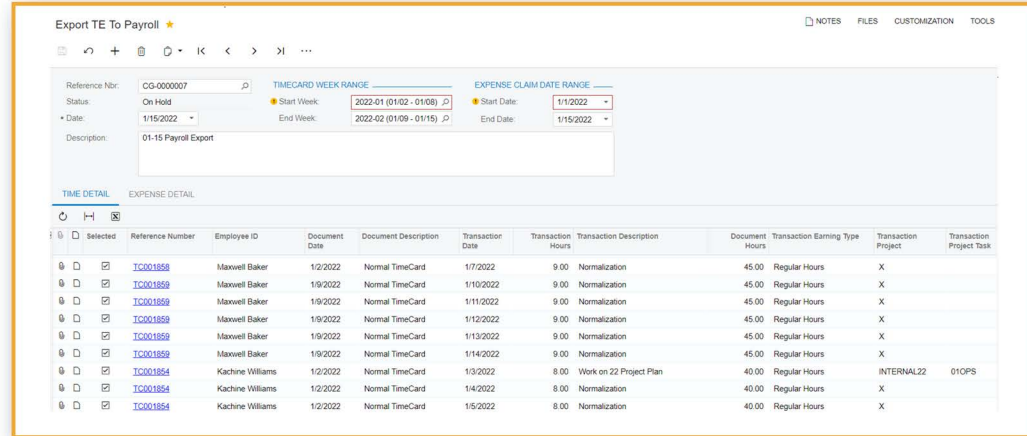 Export TE To Payroll
NOTES FILES CUSTOMIZATION TOOLS
Reference Nbr: CG-0000007 TIMECARD WEEK RANGE EXPENSE CLAIM DATE RANGE
Status: On Hold Start Week: 2022-01 (01/02 - 01/08) Start Date: 1/1/2022
* Date: 1/15/2022 End Week: 2022-02 (01/09 - 01/15) End Date: 1/15/2022
Description: 01-15 Payroll Export
TIME DETAIL EXPENSE DETAIL
Selected Reference Number Employee ID Document Date Document Description Transaction Date Transaction Hours Transaction Description Document Hours Transaction Earning Type Transaction Project Transaction Project Task
TC001858 Maxwell Baker 1/2/2022 Normal TimeCard 1/7/2022 9.00 Normalization 45.00 Regular Hours X
TC001859 Maxwell Baker 1/9/2022 Normal TimeCard 1/10/2022 9.00 Normalization 45.00 Regular Hours X
TC001859 Maxwell Baker 1/9/2022 Normal TimeCard 1/11/2022 9.00 Normalization 45.00 Regular Hours X
TC001859 Maxwell Baker 1/9/2022 Normal TimeCard 1/12/2022 9.00 Normalization 45.00 Regular Hours X
TC001859 Maxwell Baker 1/9/2022 Normal TimeCard 1/13/2022 9.00 Normalization 45.00 Regular Hours X
TC001859 Maxwell Baker 1/9/2022 Normal TimeCard 1/14/2022 9.00 Normalization 45.00 Regular Hours X
TC001854 Kachine Williams 1/2/2022 Normal TimeCard 1/3/2022 8.00 Work on 22 Project Plan 40.00 Regular Hours INTERNAL22 01OPS
TC001854 Kachine Williams 1/2/2022 Normal TimeCard 1/4/2022 8.00 Normalization 40.00 Regular Hours X
TC001854 Kachine Williams 1/2/2022 Normal TimeCard 1/5/2022 8.00 Normalization 40.00 Regular Hours X